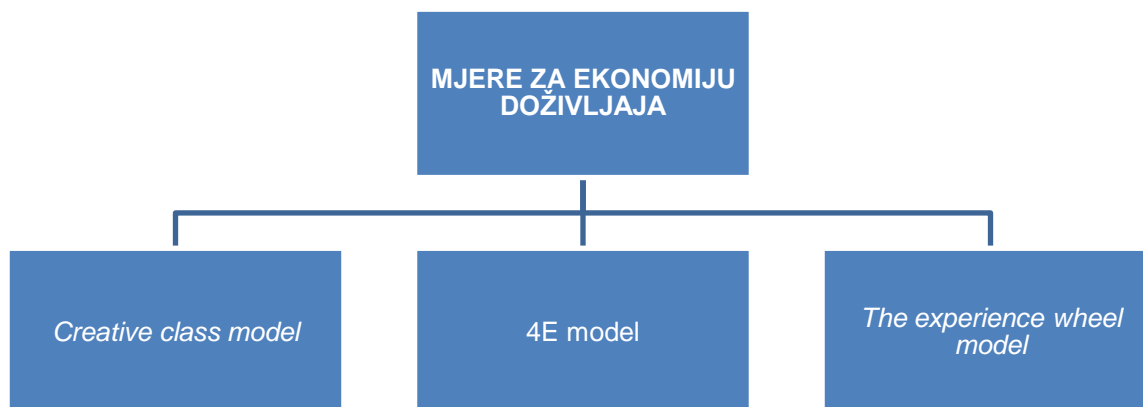 MJERE ZA EKONOMIJU
DOŽIVLJAJA
Creative class model
4E model
The experience wheel
model